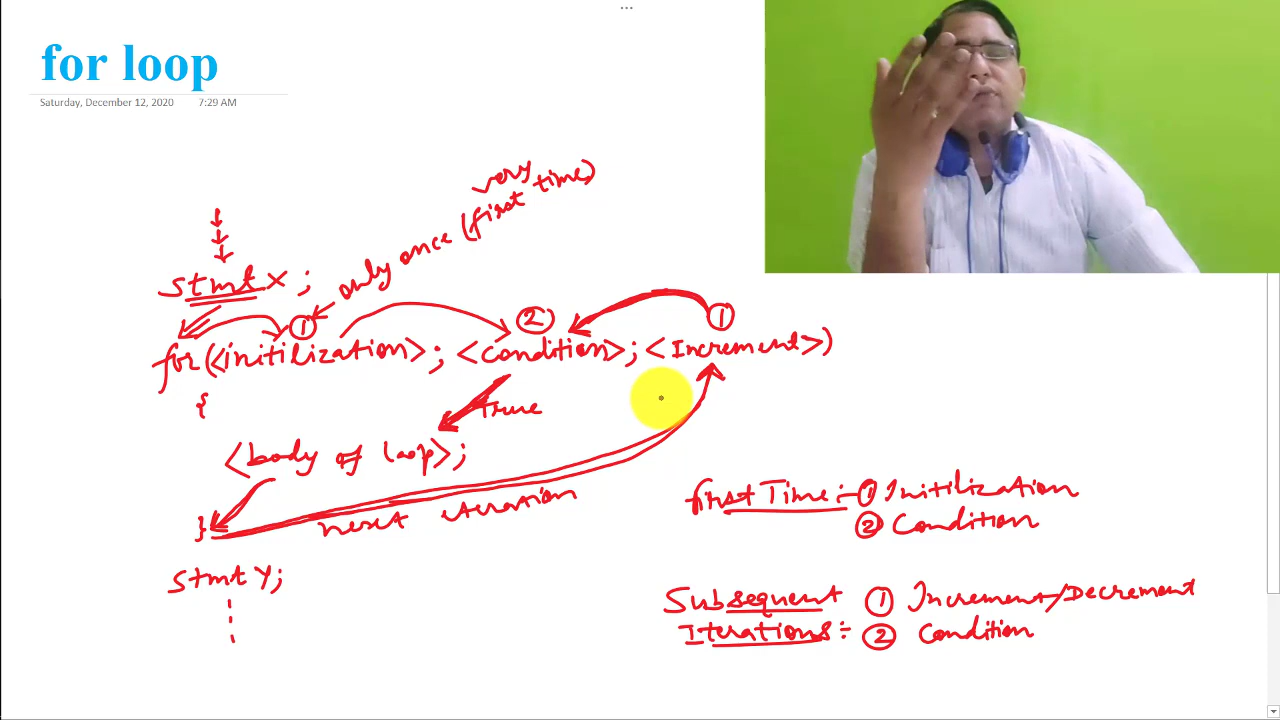 for loop
Saturday, December 12, 2020 7:29 AM
very
only once (first time)
stmt x ;
① ② ①
for (<initilization>; <condition>; <Increment>)
{
True
<body of loop>;
next iteration
}
stmt y;
first Time :- ① Initilization
② Condition
Subsequent ① Increment/Decrement
Iterations :- ② Condition